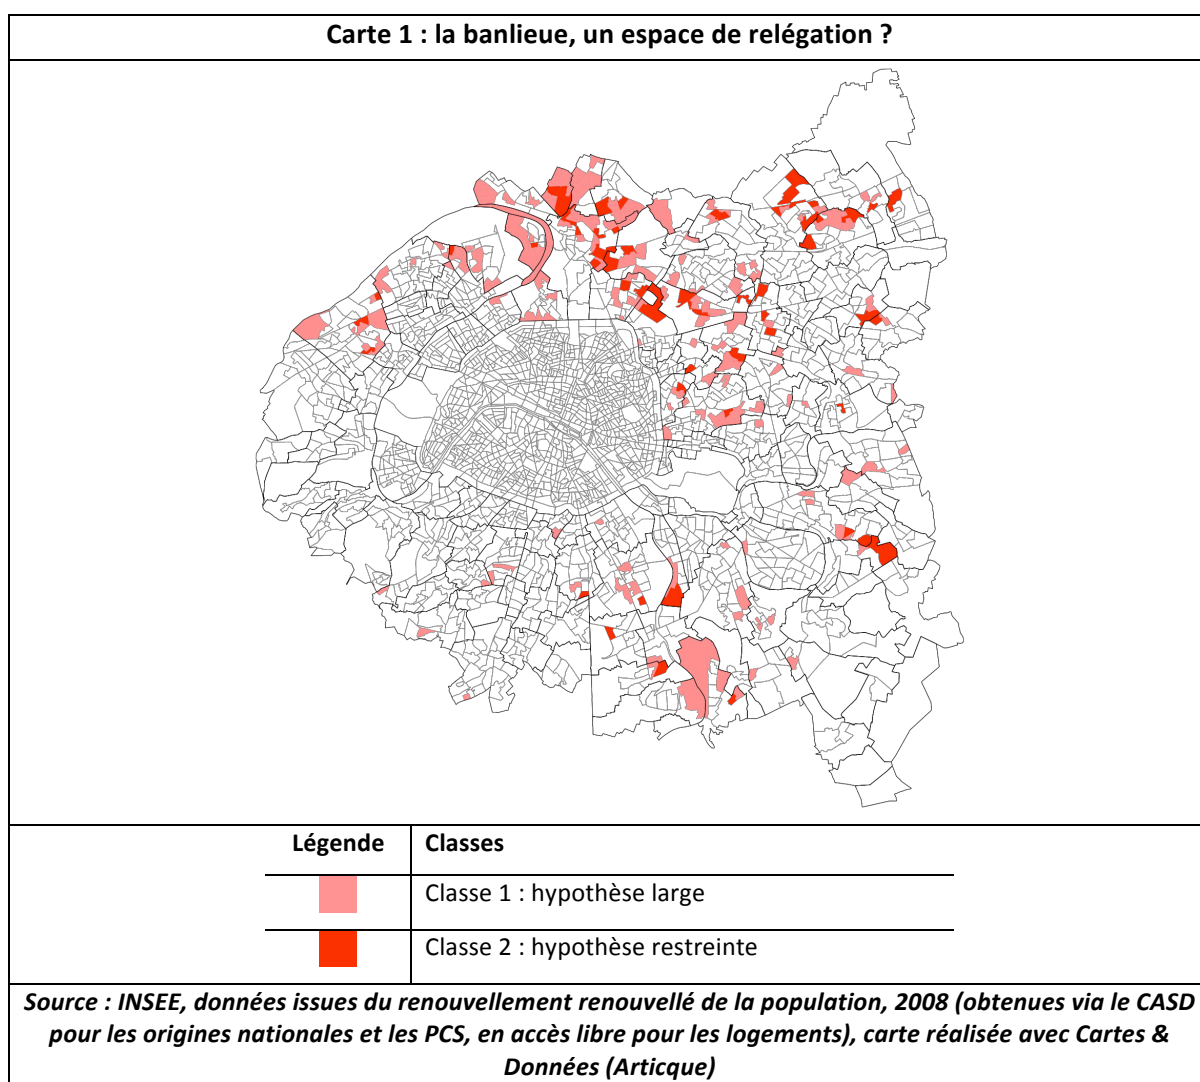 Carte 1 : la banlieue, un espace de relégation ?
Légende
Classes
Classe 1 : hypothèse large
Classe 2 : hypothèse restreinte
Source : INSEE, données issues du renouvellement renouvellé de la population, 2008 (obtenues via le CASD
pour les origines nationales et les PCS, en accès libre pour les logements), carte réalisée avec Cartes &
Données (Articque)